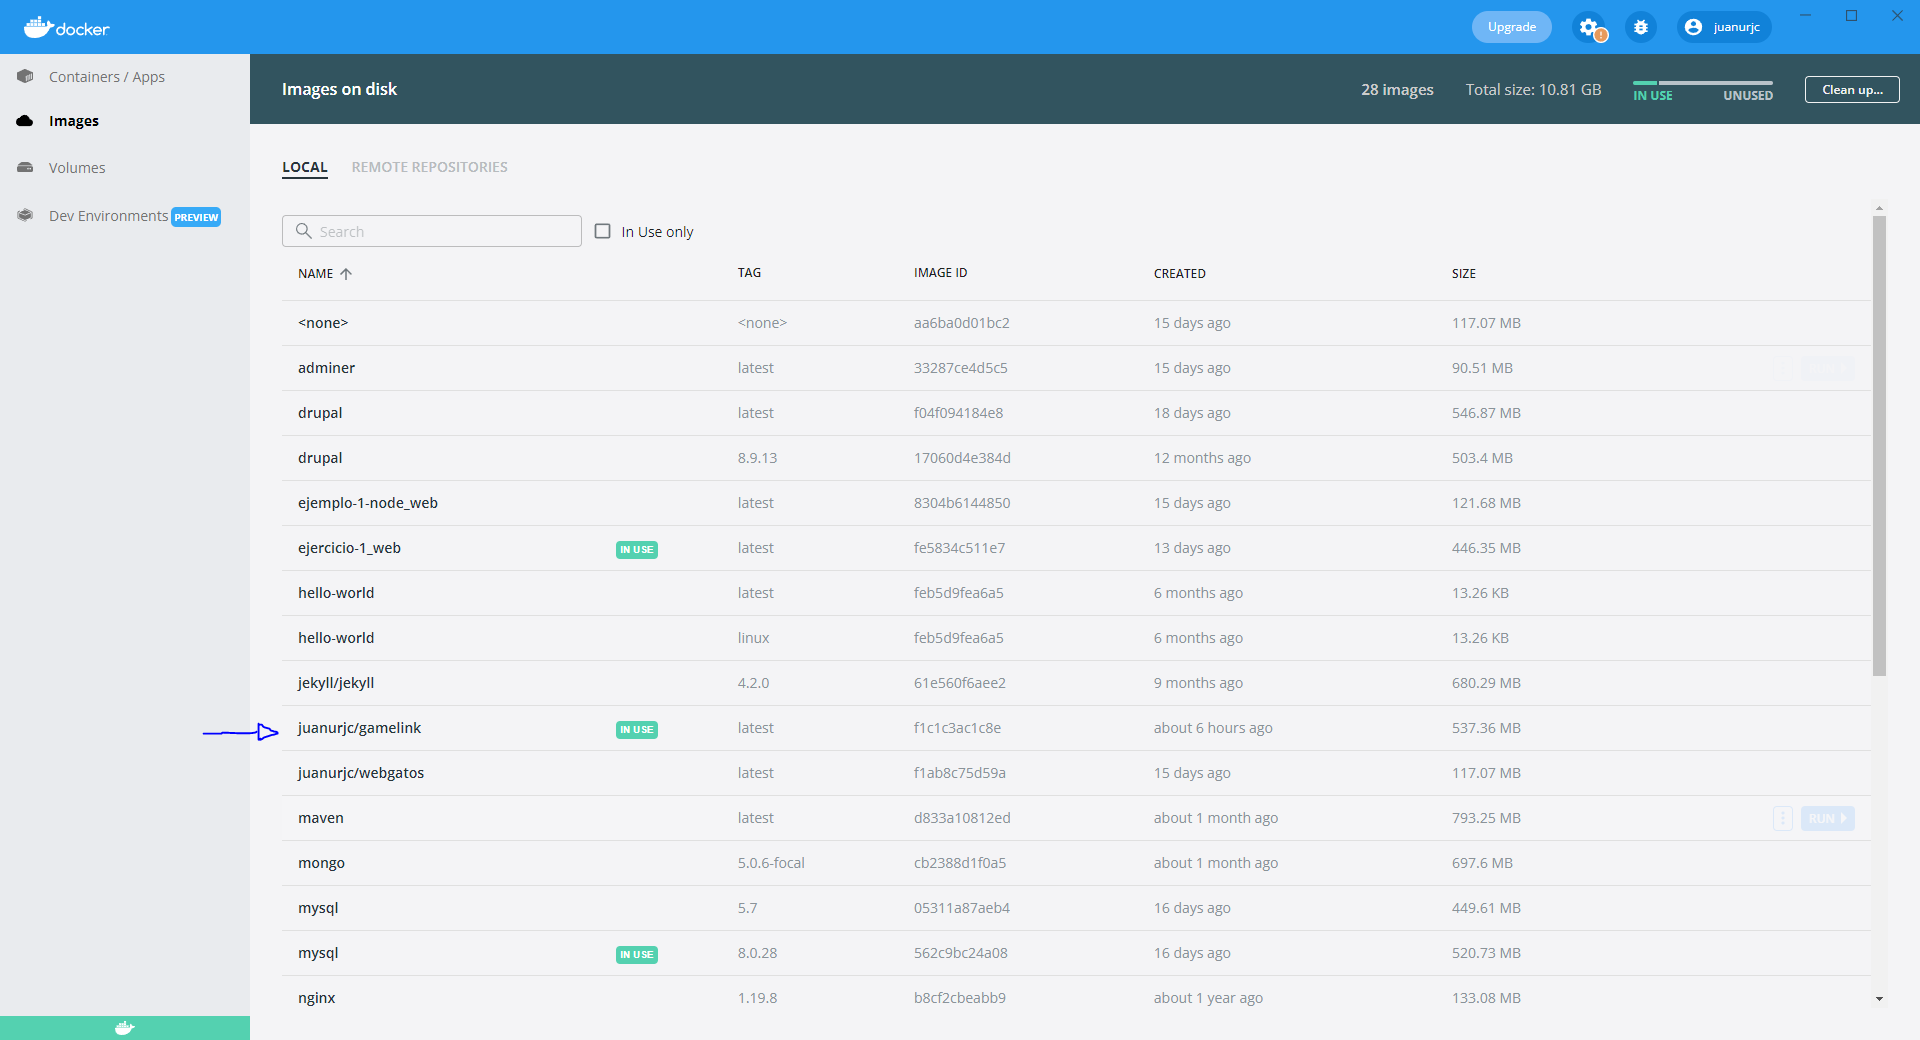 docker
Upgrade
juanurjc
Containers / Apps
Images
Volumes
Dev Environments PREVIEW
Images on disk
28 images
Total size: 10.81 GB
IN USE
UNUSED
Clean up...
LOCAL
REMOTE REPOSITORIES
Search
In Use only
NAME TAG IMAGE ID CREATED SIZE
<none> <none> aa6ba0d01bc2 15 days ago 117.07 MB
adminer latest 33287ce4d5c5 15 days ago 90.51 MB
drupal latest f04f094184e8 18 days ago 546.87 MB
drupal 8.9.13 17060d4e384d 12 months ago 503.4 MB
ejemplo-1-node_web latest 8304b6144850 15 days ago 121.68 MB
ejercicio-1_web IN USE latest fe5834c511e7 13 days ago 446.35 MB
hello-world latest feb5d9fea6a5 6 months ago 13.26 KB
hello-world linux feb5d9fea6a5 6 months ago 13.26 KB
jekyll/jekyll 4.2.0 61e560f6aee2 9 months ago 680.29 MB
juanurjc/gamelink IN USE latest f1c1c3ac1c8e about 6 hours ago 537.36 MB
juanurjc/webgatos latest f1ab8c75d59a 15 days ago 117.07 MB
maven latest d833a10812ed about 1 month ago 793.25 MB RUN
mongo 5.0.6-focal cb2388d1f0a5 about 1 month ago 697.6 MB
mysql 5.7 05311a87aeb4 16 days ago 449.61 MB
mysql IN USE 8.0.28 562c9bc24a08 16 days ago 520.73 MB
nginx 1.19.8 b8cf2cbeabb9 about 1 year ago 133.08 MB